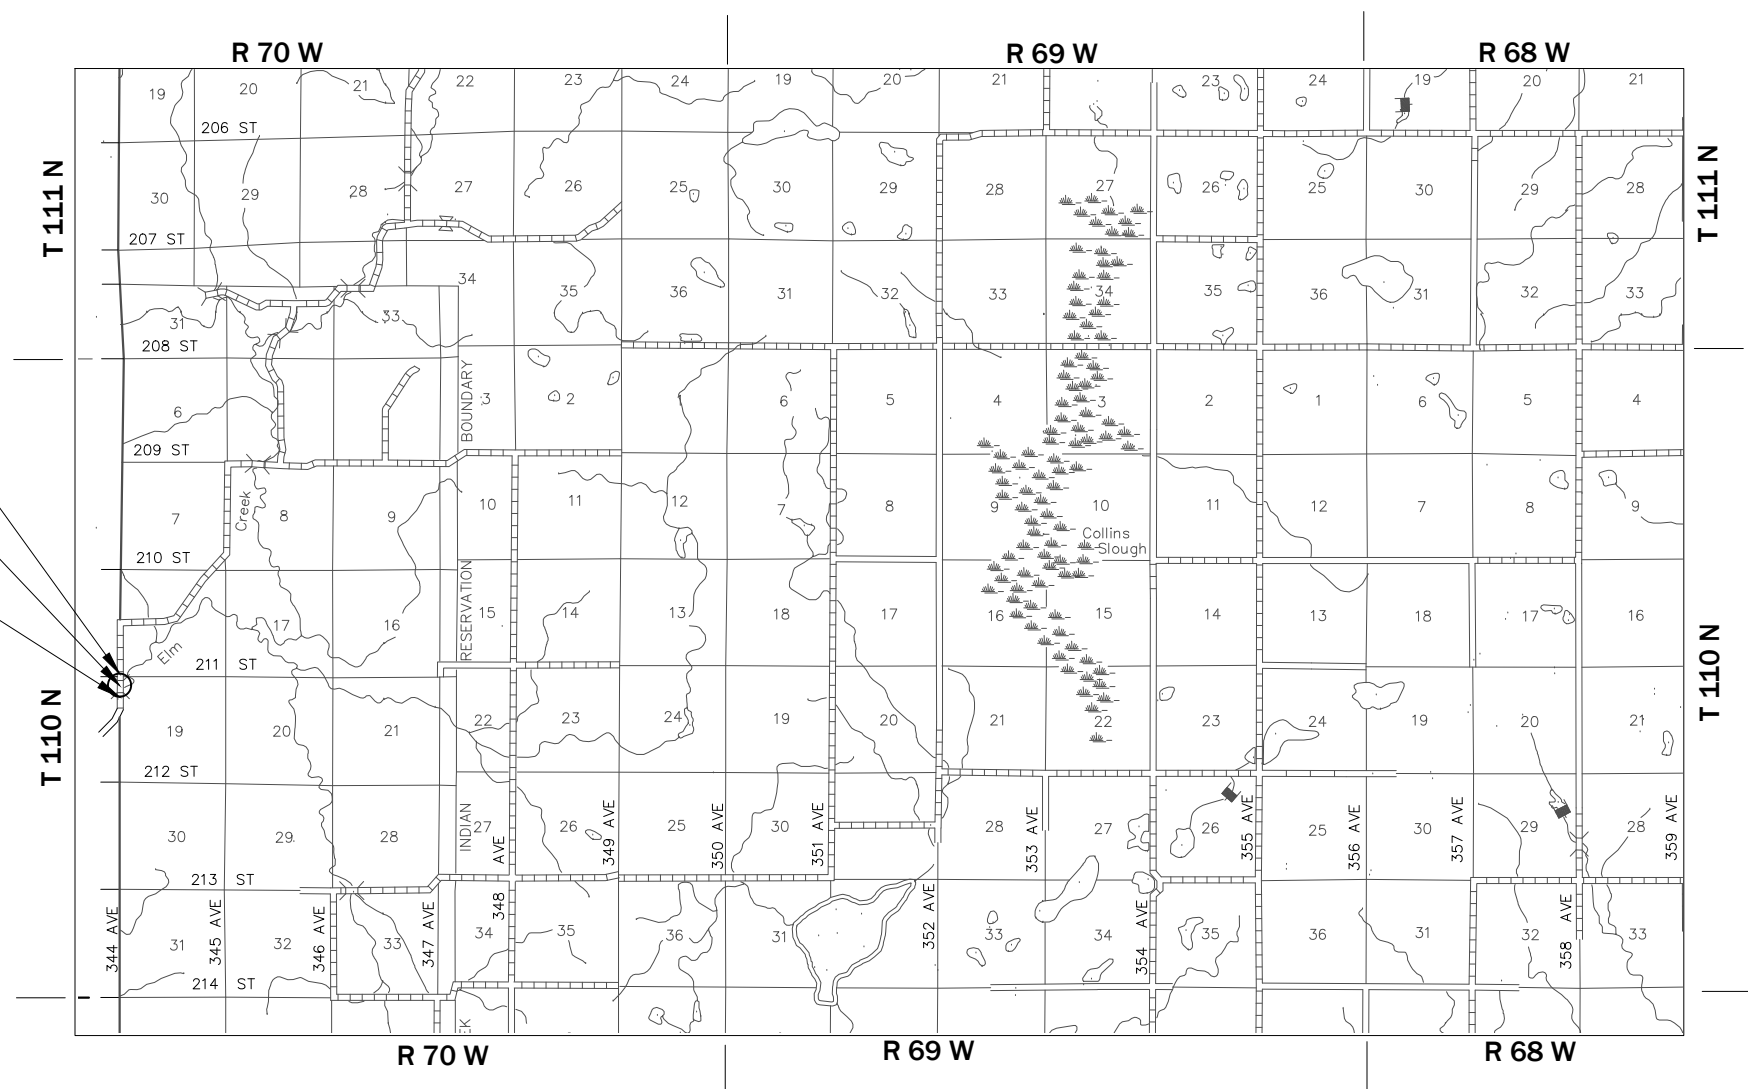 R 70 W R 69 W R 68 W
19 20 21 22 23 24 19 20 21 23 24 19 20 21
206 ST
T 111 N T 111 N
30 29 28 27 26 25 30 29 28 27 26 25 30 29 28
207 ST
34 35 36 31 32 33 34 35 36 31 32 33
31 33
208 ST
BOUNDARY
6 3 2 6 5 4 3 2 1 6 5 4
209 ST
Creek
7 8 9 10 11 12 7 8 9 10 11 12 7 8 9
Collins
Slough
210 ST
RESERVATION
17 16 15 14 13 18 17 16 15 14 13 18 17 16
Elm
211 ST
T 110 N T 110 N
19 20 21 22 23 24 19 20 21 22 23 24 19 20 21
212 ST
INDIAN
30 29 28 27 26 25 30 28 27 26 25 30 29 28
AVE 349 AVE 350 AVE 351 AVE 353 AVE 355 AVE 356 AVE 357 AVE 359 AVE
213 ST
344 AVE 345 AVE 346 AVE 347 AVE 348 352 AVE 354 AVE 358 AVE
31 32 33 34 35 36 31 33 34 35 36 31 32 33
214 ST
EK
R 70 W R 69 W R 68 W